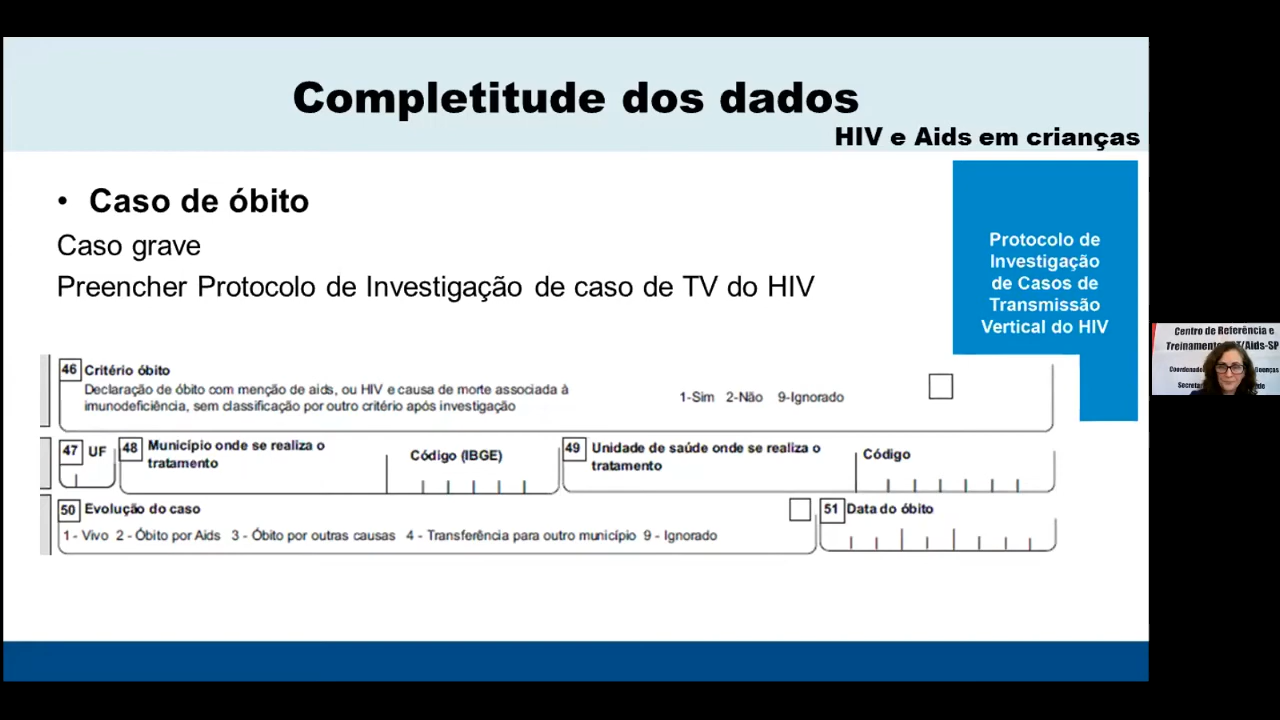 Completitude dos dados
HIV e Aids em crianças
• Caso de óbito
Caso grave
Preencher Protocolo de Investigação de caso de TV do HIV
Protocolo de
Investigação
de Casos de
Transmissão
Vertical do HIV
46 Critério óbito
Declaração de óbito com menção de aids, ou HIV e causa de morte associada à
imunodeficiência, sem classificação por outro critério após investigação
1-Sim 2-Não 9-Ignorado
47 UF
48 Município onde se realiza o
tratamento
Código (IBGE)
49 Unidade de saúde onde se realiza o
tratamento
Código
50 Evolução do caso
1 - Vivo 2 - Óbito por Aids 3 - Óbito por outras causas 4 - Transferência para outro município 9 - Ignorado
51 Data do óbito
Centro de Referência e
Treinamento T/Aids-SP